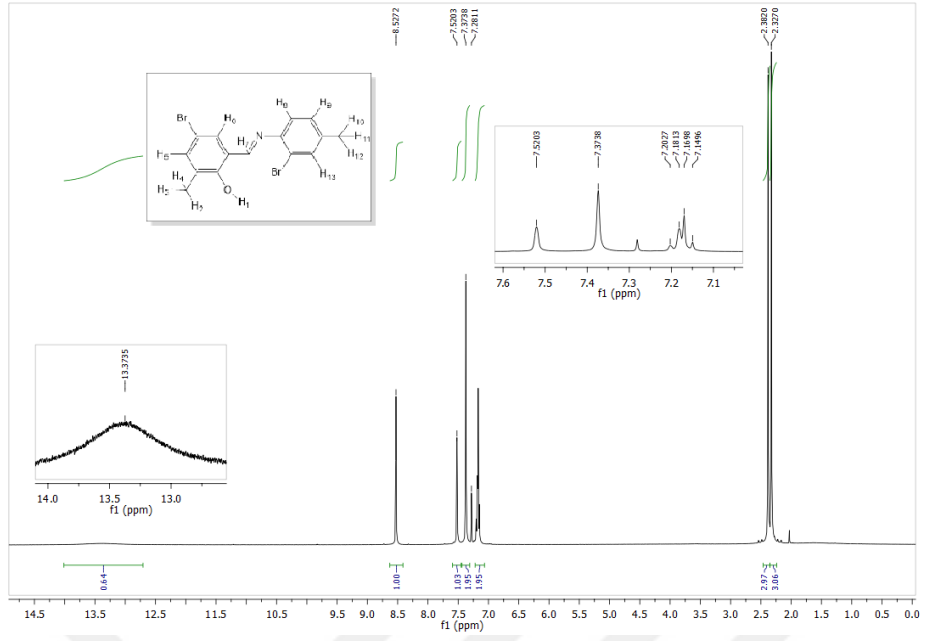 8.5272
7.5203
7.3738
7.2811
2.3820
2.3270
Br
H₆
H₈
H₉
N
H₁₀
H₁₁
H₁₂
H₇
Br
H₁₃
H₄
O
H₁
7.5203
7.3738
7.2027
7.1813
7.1698
7.1496
7.6 7.5 7.4 7.3 7.2 7.1
f1 (ppm)
13.3735
14.0 13.5 13.0
f1 (ppm)
0.64
1.00
1.03
1.95
1.95
2.97
3.06
14.5 13.5 12.5 11.5 10.5 9.5 9.0 8.5 8.0 7.5 7.0 6.5 6.0 5.5 5.0 4.5 4.0 3.5 3.0 2.5 2.0 1.5 1.0 0.5 0.0
f1 (ppm)